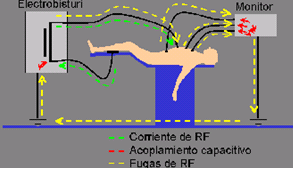 Electrobisturi
Monitor
Corriente de RF
Acoplamiento capacitivo
Fugas de RF